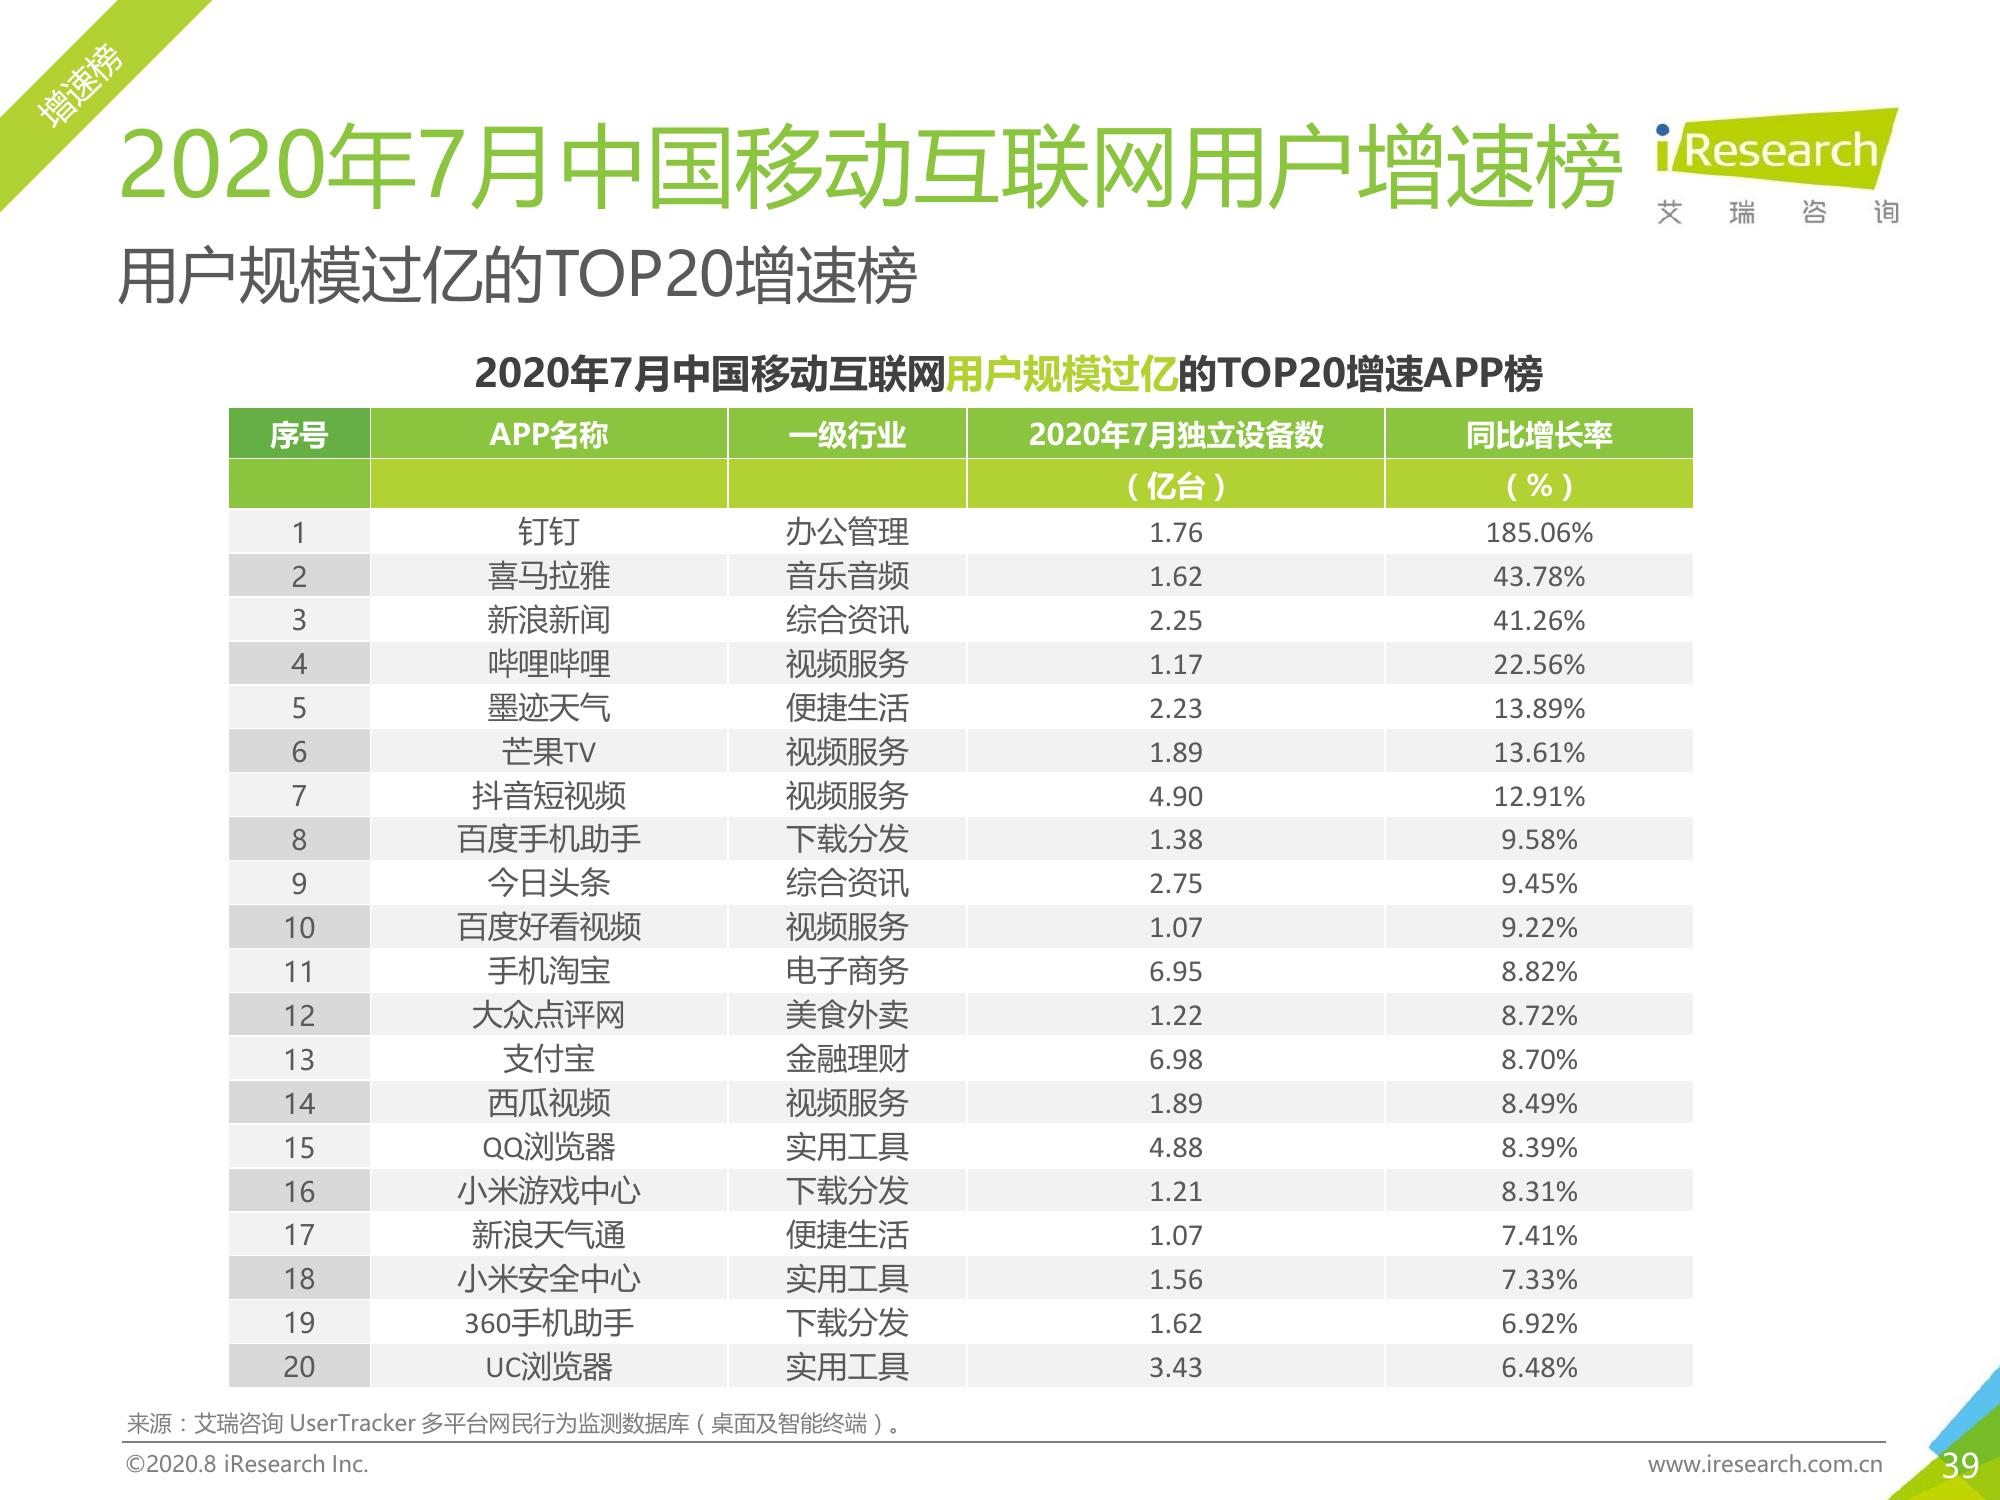 增速榜
2020年7月中国移动互联网用户增速榜
iResearch
艾瑞咨询
用户规模过亿的TOP20增速榜
2020年7月中国移动互联网用户规模过亿的TOP20增速APP榜
序号 APP名称 一级行业 2020年7月独立设备数 同比增长率
（亿台） （%）
1 钉钉 办公管理 1.76 185.06%
2 喜马拉雅 音乐音频 1.62 43.78%
3 新浪新闻 综合资讯 2.25 41.26%
4 哔哩哔哩 视频服务 1.17 22.56%
5 墨迹天气 便捷生活 2.23 13.89%
6 芒果TV 视频服务 1.89 13.61%
7 抖音短视频 视频服务 4.90 12.91%
8 百度手机助手 下载分发 1.38 9.58%
9 今日头条 综合资讯 2.75 9.45%
10 百度好看视频 视频服务 1.07 9.22%
11 手机淘宝 电子商务 6.95 8.82%
12 大众点评网 美食外卖 1.22 8.72%
13 支付宝 金融理财 6.98 8.70%
14 西瓜视频 视频服务 1.89 8.49%
15 QQ浏览器 实用工具 4.88 8.39%
16 小米游戏中心 下载分发 1.21 8.31%
17 新浪天气通 便捷生活 1.07 7.41%
18 小米安全中心 实用工具 1.56 7.33%
19 360手机助手 下载分发 1.62 6.92%
20 UC浏览器 实用工具 3.43 6.48%
来源：艾瑞咨询 UserTracker 多平台网民行为监测数据库（桌面及智能终端）。
©2020.8 iResearch Inc. www.iresearch.com.cn
39